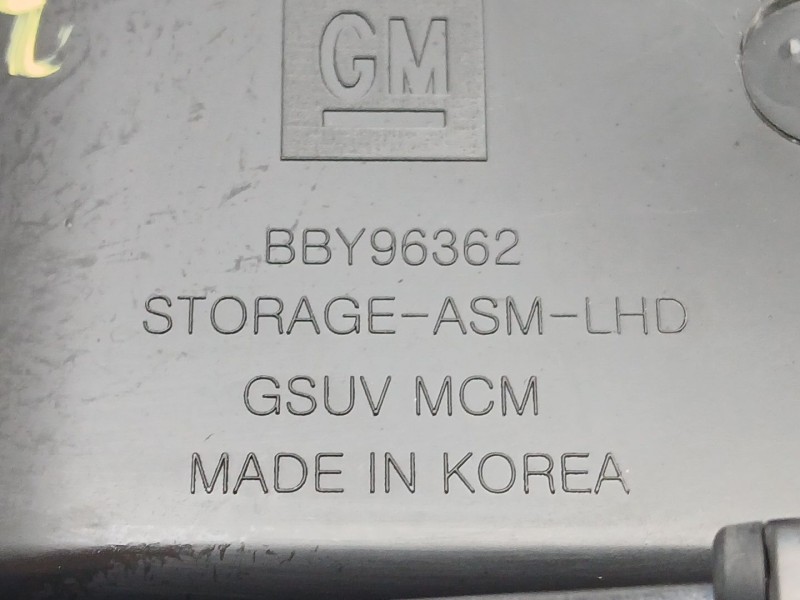 GM
BBY96362
STORAGE-ASM-LHD
GSUV MCM
MADE IN KOREA